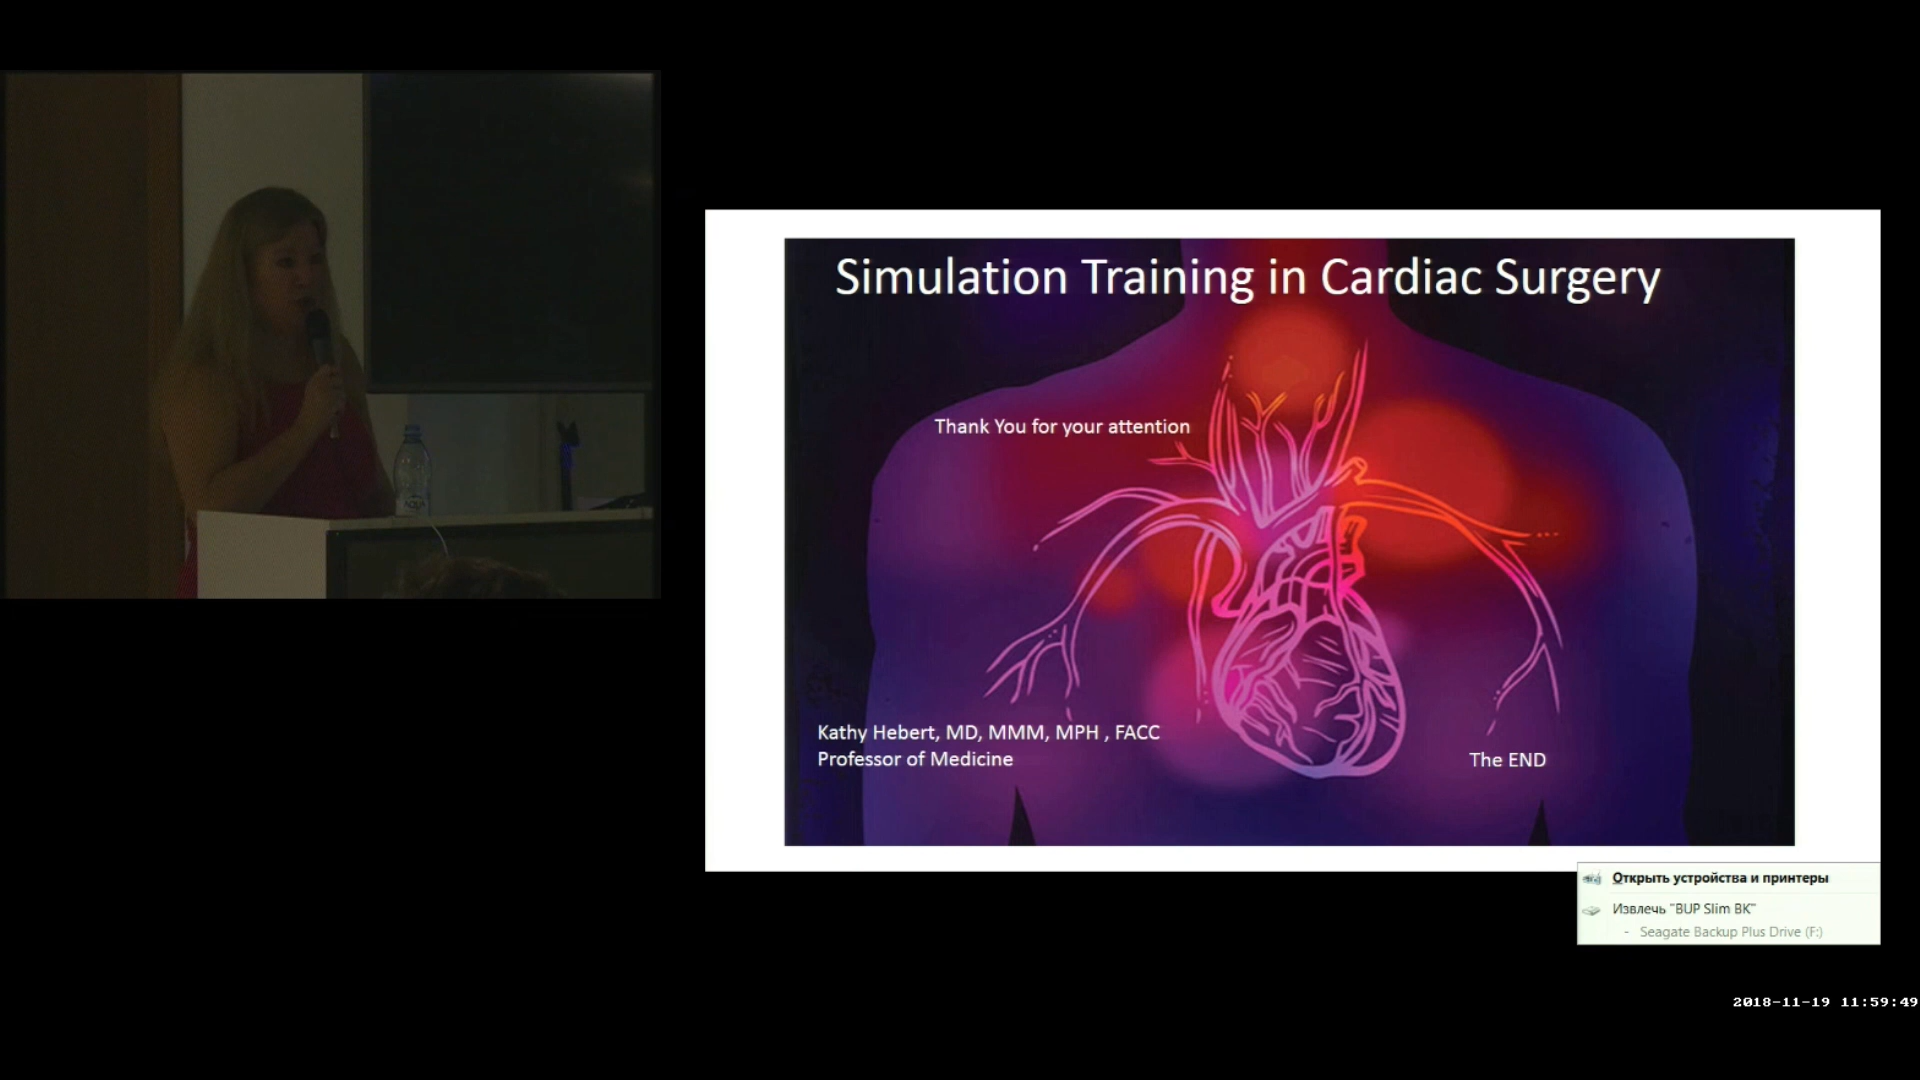 Simulation Training in Cardiac Surgery
Thank You for your attention
Kathy Hebert, MD, MMM, MPH , FACC
Professor of Medicine
The END
Открыть устройства и принтеры
Извлечь "BUP Slim BK"
- Seagate Backup Plus Drive (F:)
2018-11-19 11:59:49